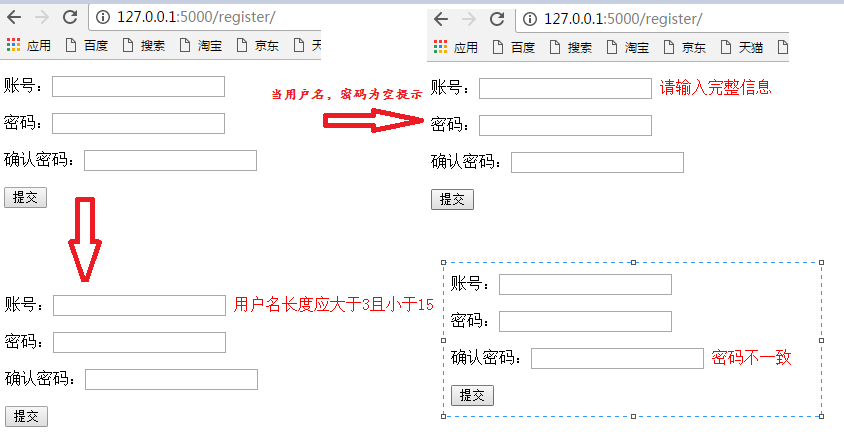 127.0.0.1:5000/register/
应用 百度 搜索 淘宝 京东 天
账号：
密码：
确认密码：
提交
当用户名，密码为空提示
127.0.0.1:5000/register/
应用 百度 搜索 淘宝 京东 天猫
账号： 请输入完整信息
密码：
确认密码：
提交
账号： 用户名长度应大于3且小于15
密码：
确认密码：
提交
账号：
密码：
确认密码： 密码不一致
提交